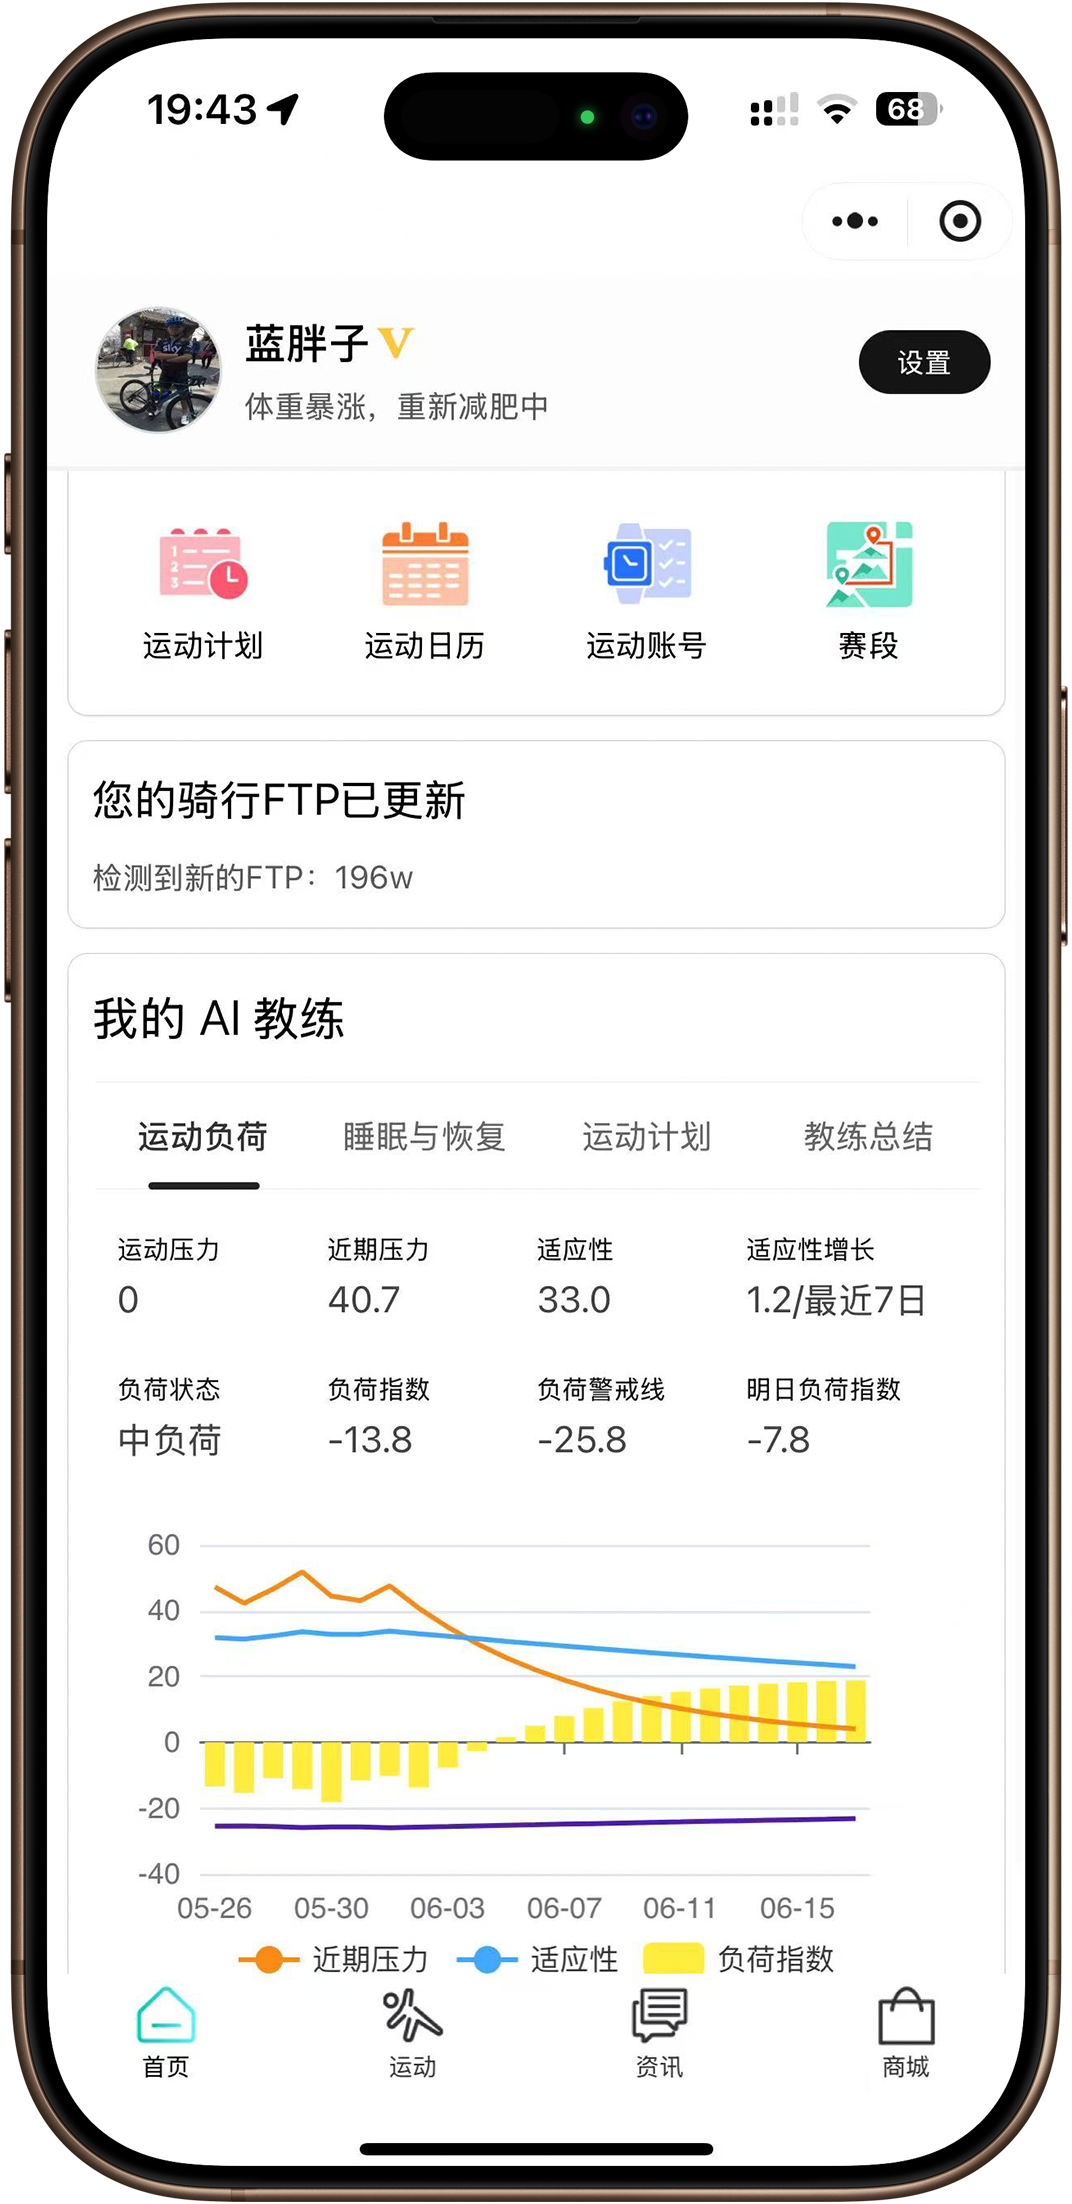 19:43
68
蓝胖子 V
体重暴涨，重新减肥中
设置
运动计划 运动日历 运动账号 赛段
您的骑行FTP已更新
检测到新的FTP：196w
我的 AI 教练
运动负荷 睡眠与恢复 运动计划 教练总结
运动压力 近期压力 适应性 适应性增长
0 40.7 33.0 1.2/最近7日
负荷状态 负荷指数 负荷警戒线 明日负荷指数
中负荷 -13.8 -25.8 -7.8
60
40
20
0
-20
-40
05-26 05-30 06-03 06-07 06-11 06-15
近期压力 适应性 负荷指数
首页 运动 资讯 商城